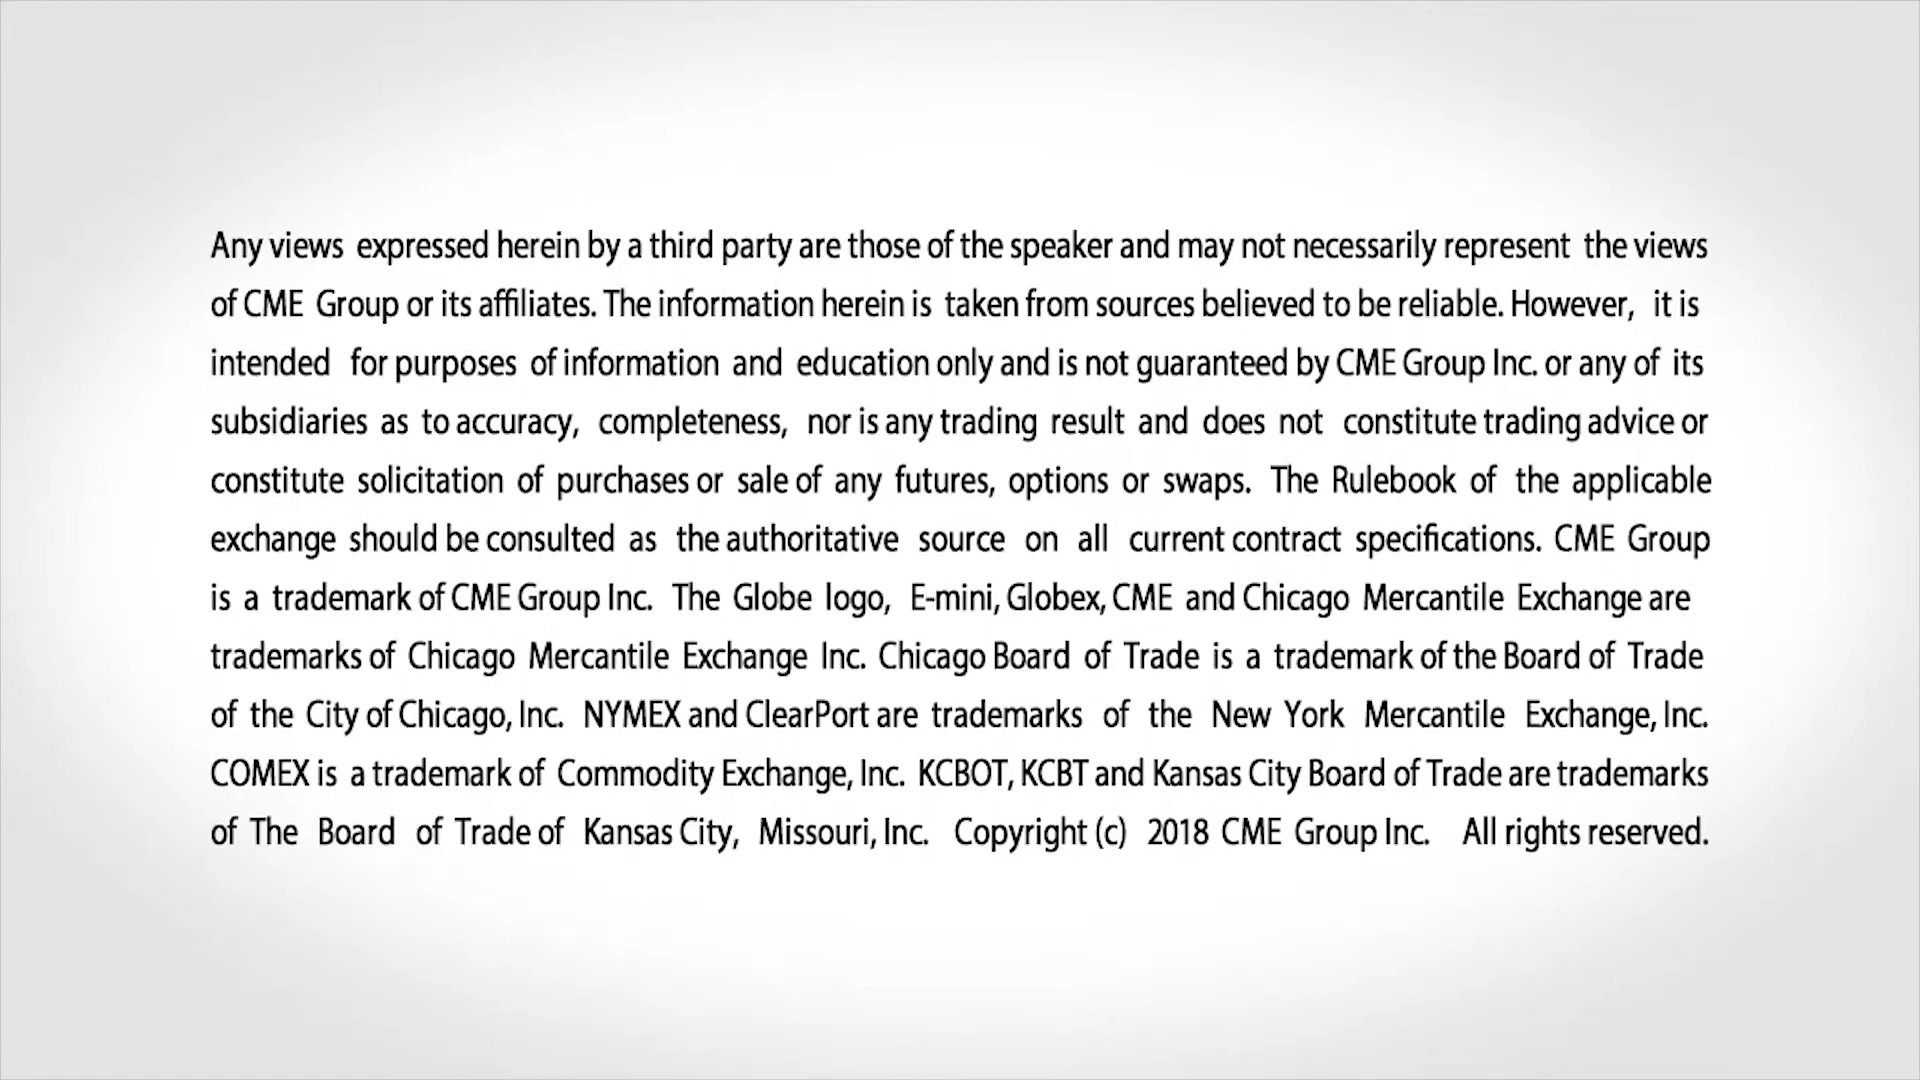 Any views expressed herein by a third party are those of the speaker and may not necessarily represent the views
of CME Group or its affiliates. The information herein is taken from sources believed to be reliable. However, it is
intended for purposes of information and education only and is not guaranteed by CME Group Inc. or any of its
subsidiaries as to accuracy, completeness, nor is any trading result and does not constitute trading advice or
constitute solicitation of purchases or sale of any futures, options or swaps. The Rulebook of the applicable
exchange should be consulted as the authoritative source on all current contract specifications. CME Group
is a trademark of CME Group Inc. The Globe logo, E-mini, Globex, CME and Chicago Mercantile Exchange are
trademarks of Chicago Mercantile Exchange Inc. Chicago Board of Trade is a trademark of the Board of Trade
of the City of Chicago, Inc. NYMEX and ClearPort are trademarks of the New York Mercantile Exchange, Inc.
COMEX is a trademark of Commodity Exchange, Inc. KCBOT, KCBT and Kansas City Board of Trade are trademarks
of The Board of Trade of Kansas City, Missouri, Inc. Copyright (c) 2018 CME Group Inc. All rights reserved.